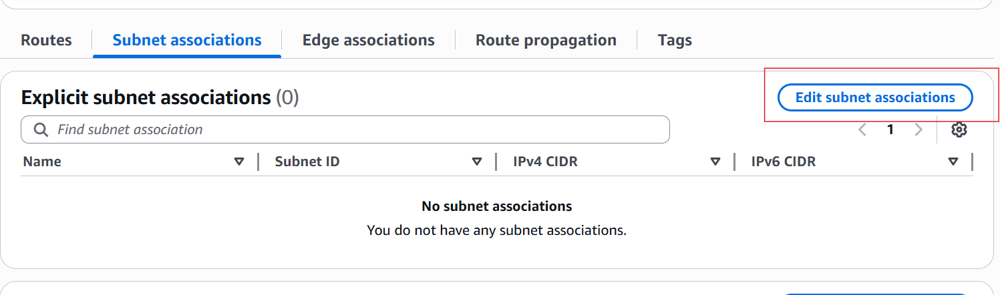 Routes Subnet associations Edge associations Route propagation Tags
Explicit subnet associations (0) Edit subnet associations
Find subnet association 1
Name Subnet ID IPv4 CIDR IPv6 CIDR
No subnet associations
You do not have any subnet associations.